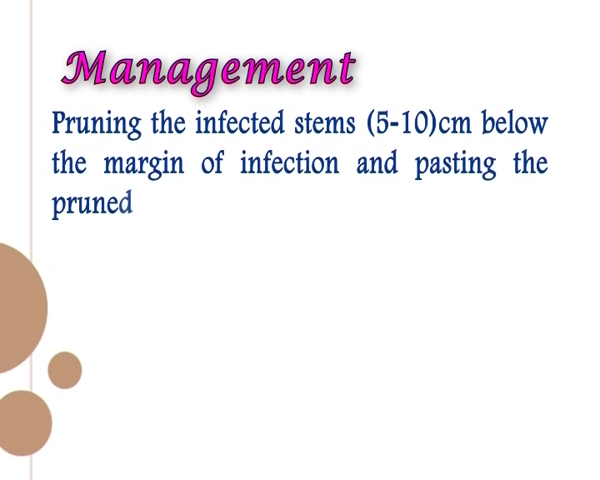 Management
Pruning the infected stems (5-10)cm below
the margin of infection and pasting the
pruned